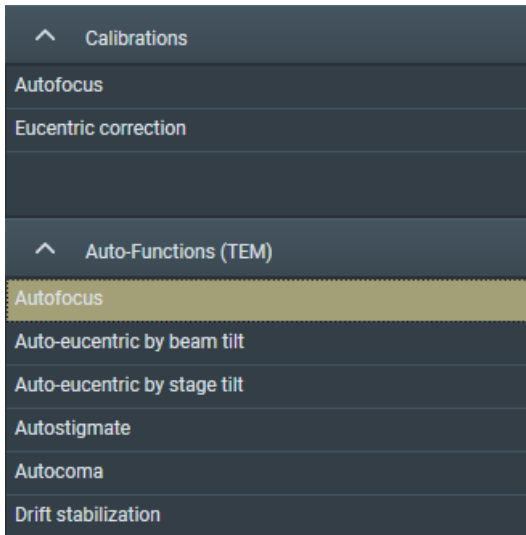 Calibrations
Autofocus
Eucentric correction
Auto-Functions (TEM)
Autofocus
Auto-eucentric by beam tilt
Auto-eucentric by stage tilt
Autostigmate
Autocoma
Drift stabilization